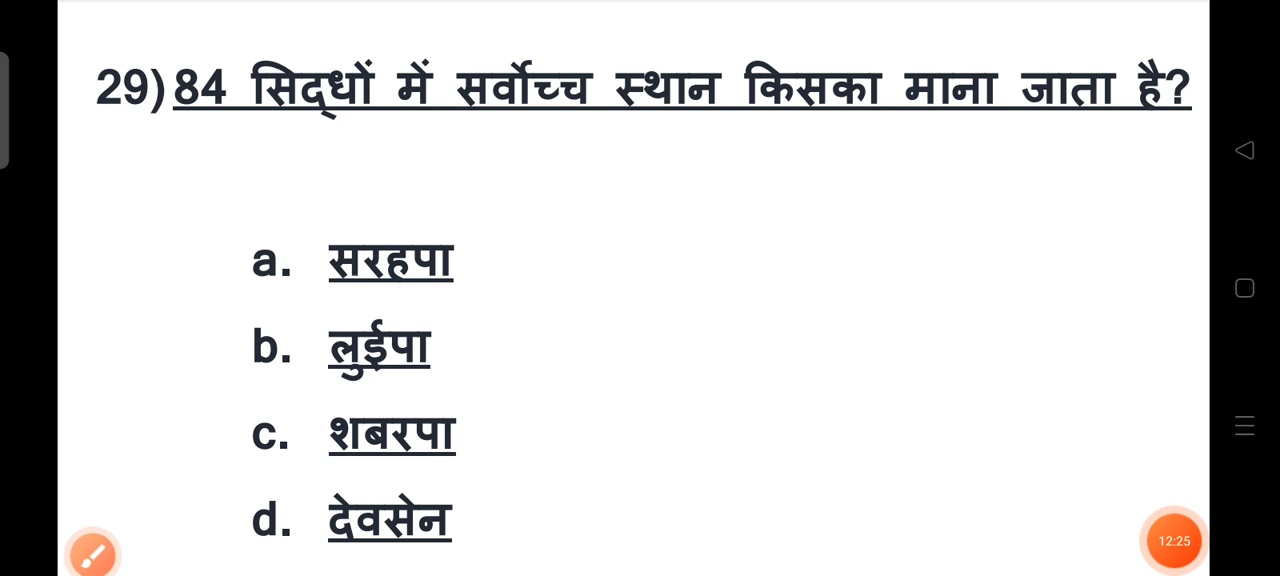 29) 84 सिद्धों में सर्वोच्च स्थान किसका माना जाता है?
a. सरहपा
b. लुईपा
c. शबरपा
d. देवसेन
12:25